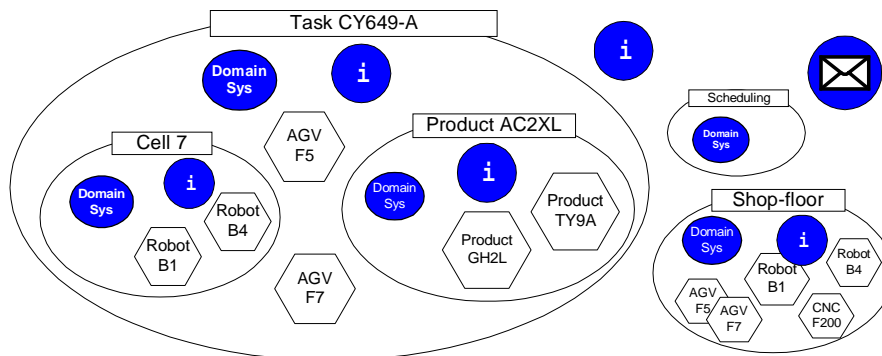 Task CY649-A
Domain
Sys
i
i
Scheduling
Domain
Sys
AGV
F5
Cell 7
Domain
Sys
i
Robot
B4
Robot
B1
AGV
F7
Product AC2XL
Domain
Sys
i
Product
TY9A
Product
GH2L
Shop-floor
Domain
Sys
i
Robot
B4
Robot
B1
AGV
F5
AGV
F7
CNC
F200